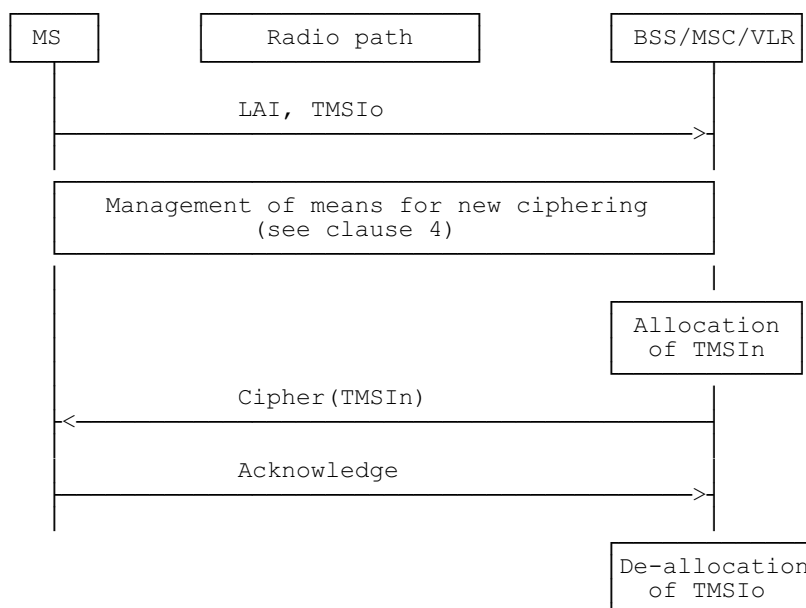 MS
Radio path
BSS/MSC/VLR
LAI, TMSIo
Management of means for new ciphering
(see clause 4)
Allocation
of TMSIn
Cipher(TMSIn)
Acknowledge
De-allocation
of TMSIo